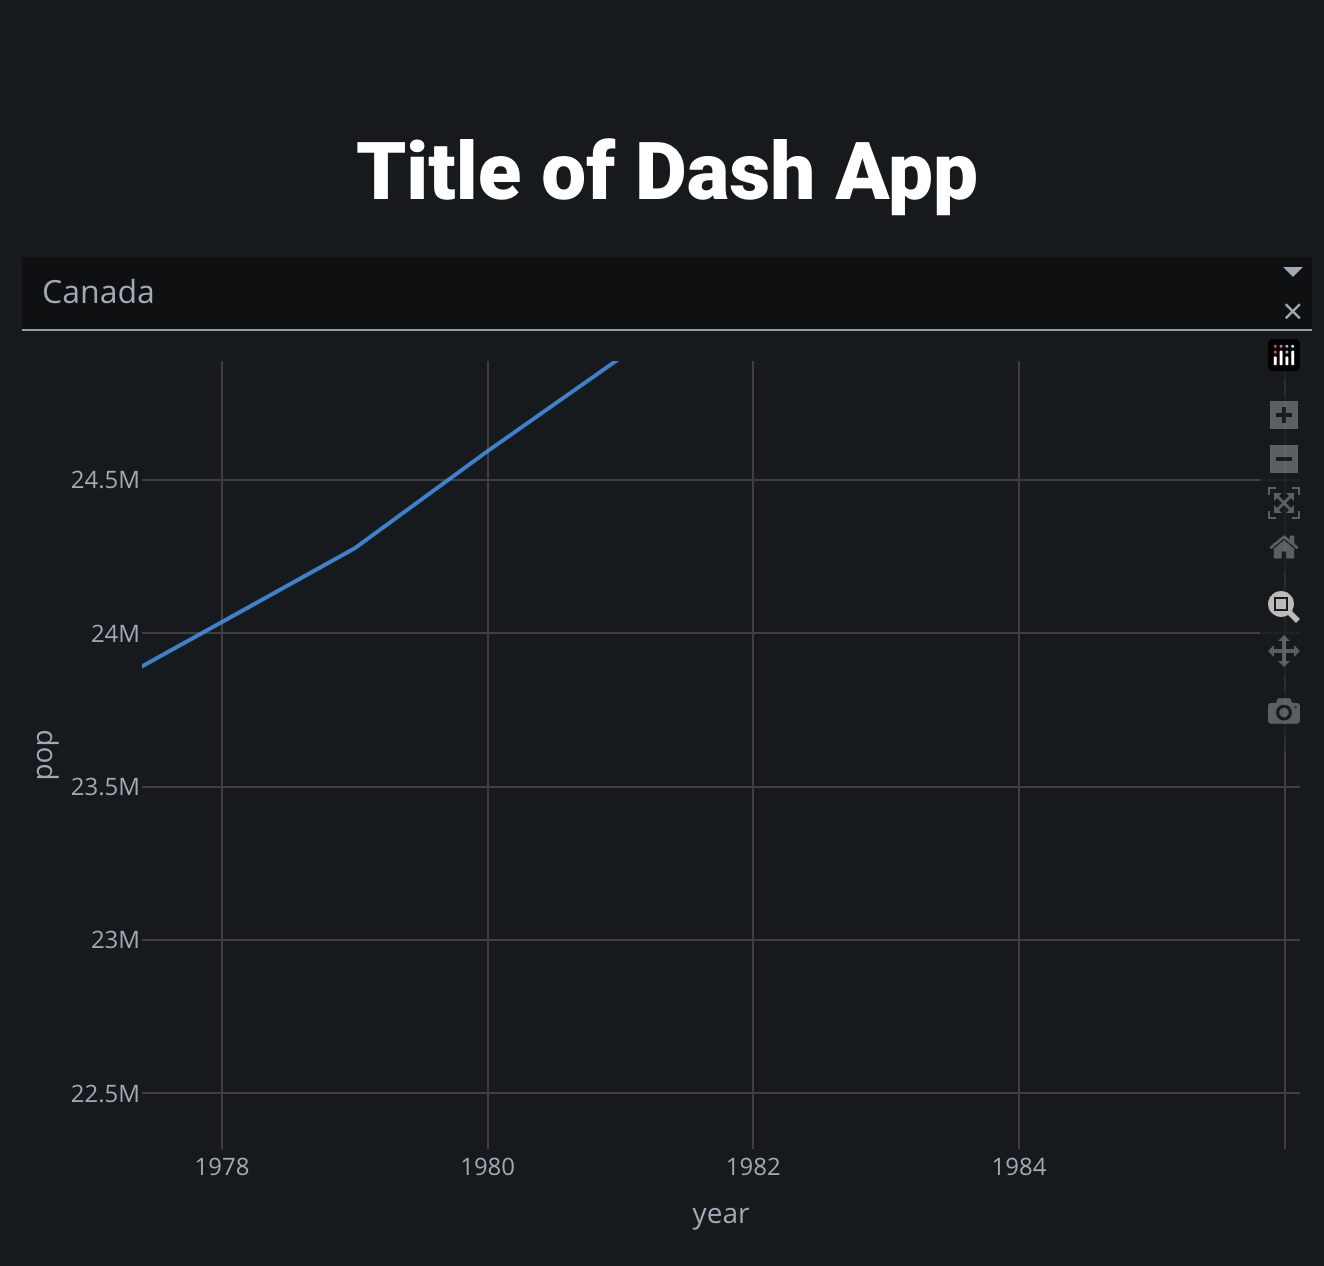 Title of Dash App
Canada
24.5M
24M
23.5M
23M
22.5M
pop
1978 1980 1982 1984
year